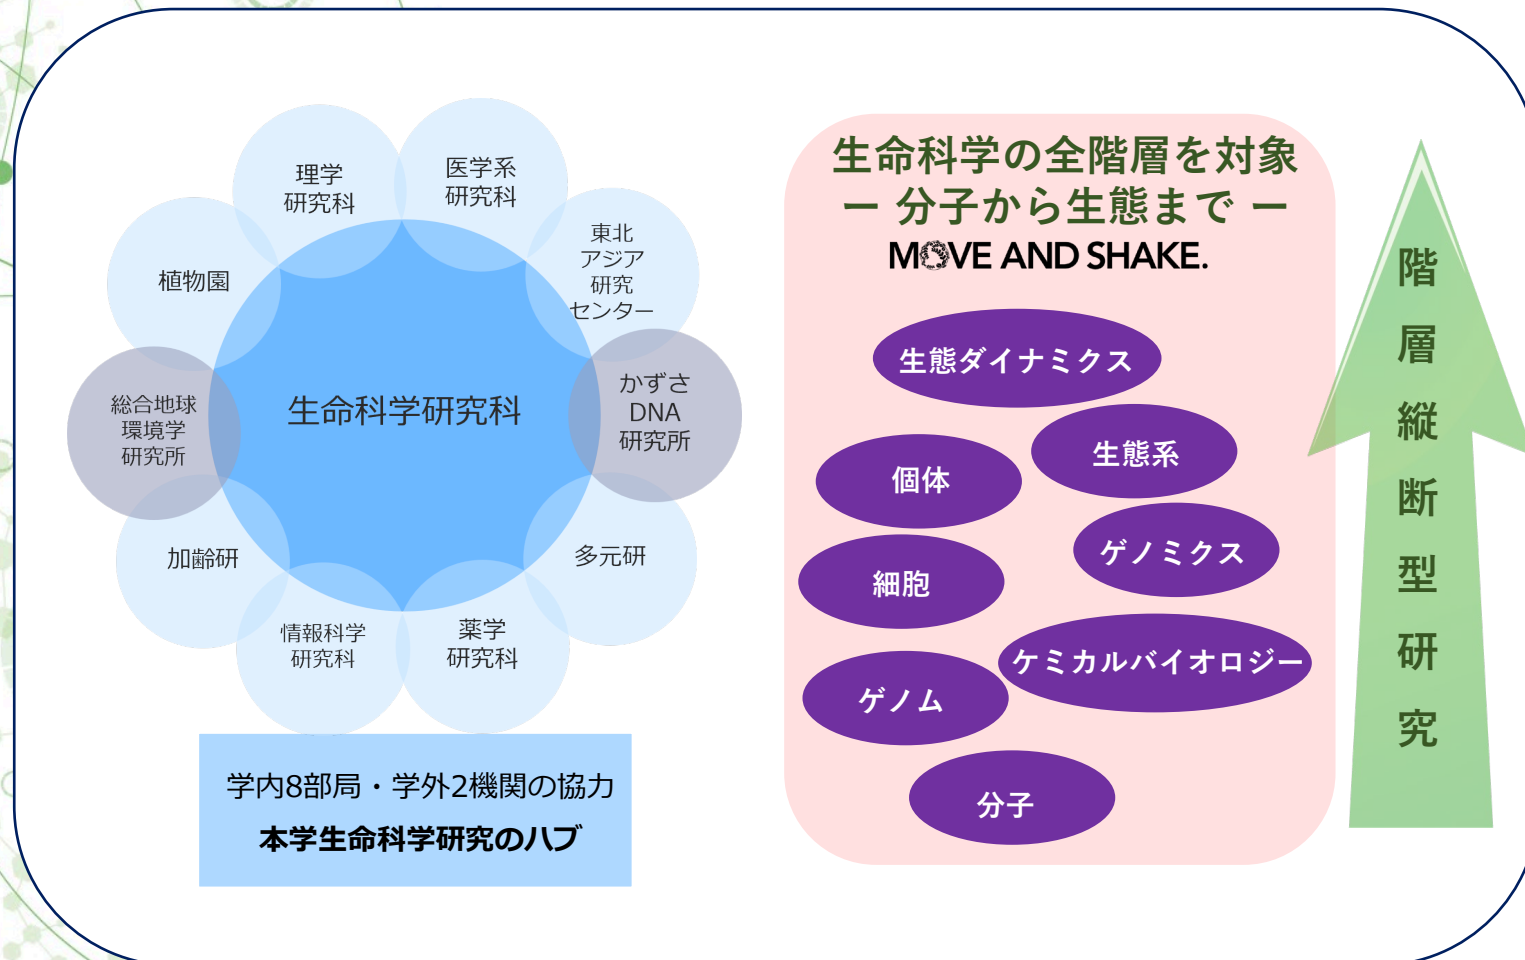 理学
研究科
医学系
研究科
東北
アジア
研究
センター
植物園
かずさ
DNA
研究所
総合地球
環境学
研究所
生命科学研究科
加齢研
多元研
情報科学
研究科
薬学
研究科
学内8部局・学外2機関の協力
本学生命科学研究のハブ
生命科学の全階層を対象
ー 分子から生態まで ー
MOVE AND SHAKE.
生態ダイナミクス
生態系
個体
ゲノミクス
細胞
ケミカルバイオロジー
ゲノム
分子
階層縦断型研究